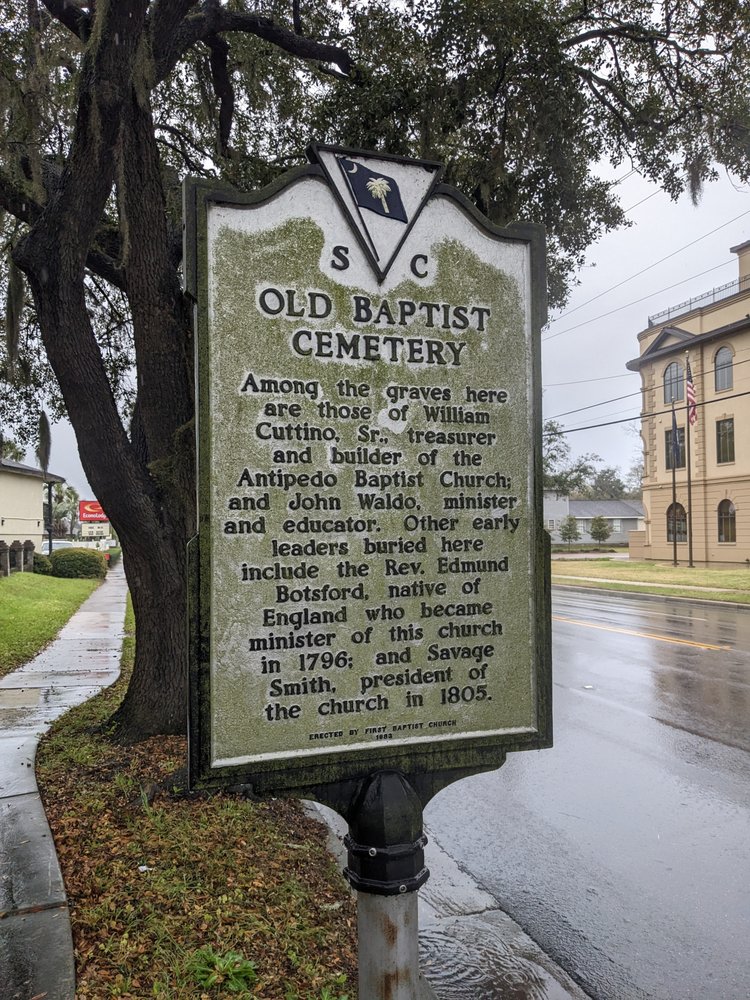 S C
OLD BAPTIST
CEMETERY
Among the graves here
are those of William
Cuttino, Sr., treasurer
and builder of the
Antipedo Baptist Church;
and John Waldo, minister
and educator. Other early
leaders buried here
include the Rev. Edmund
Botsford, native of
England who became
minister of this church
in 1796; and Savage
Smith, president of
the church in 1805.
ERECTED BY FIRST BAPTIST CHURCH
1983
EconoLodge